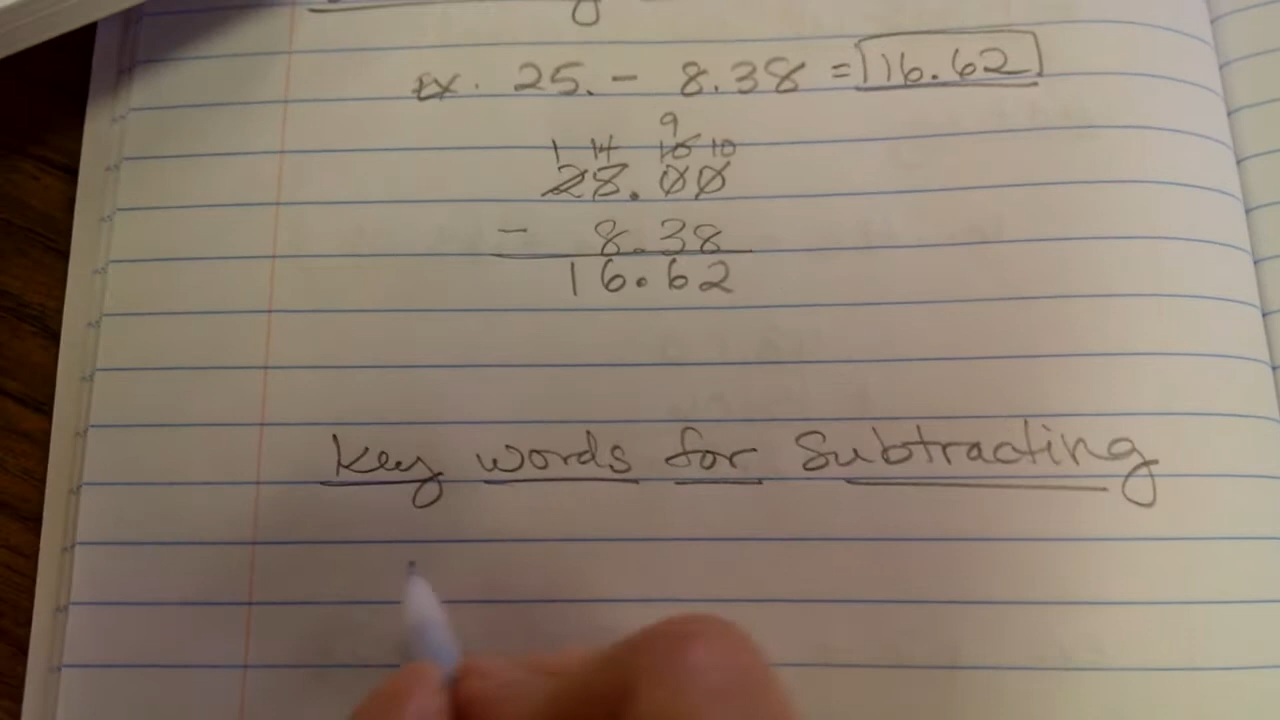 ex. 25. - 8.38 = 16.62
9
1 14 10 10
25.00
- 8.38
16.62
Key words for Subtracting